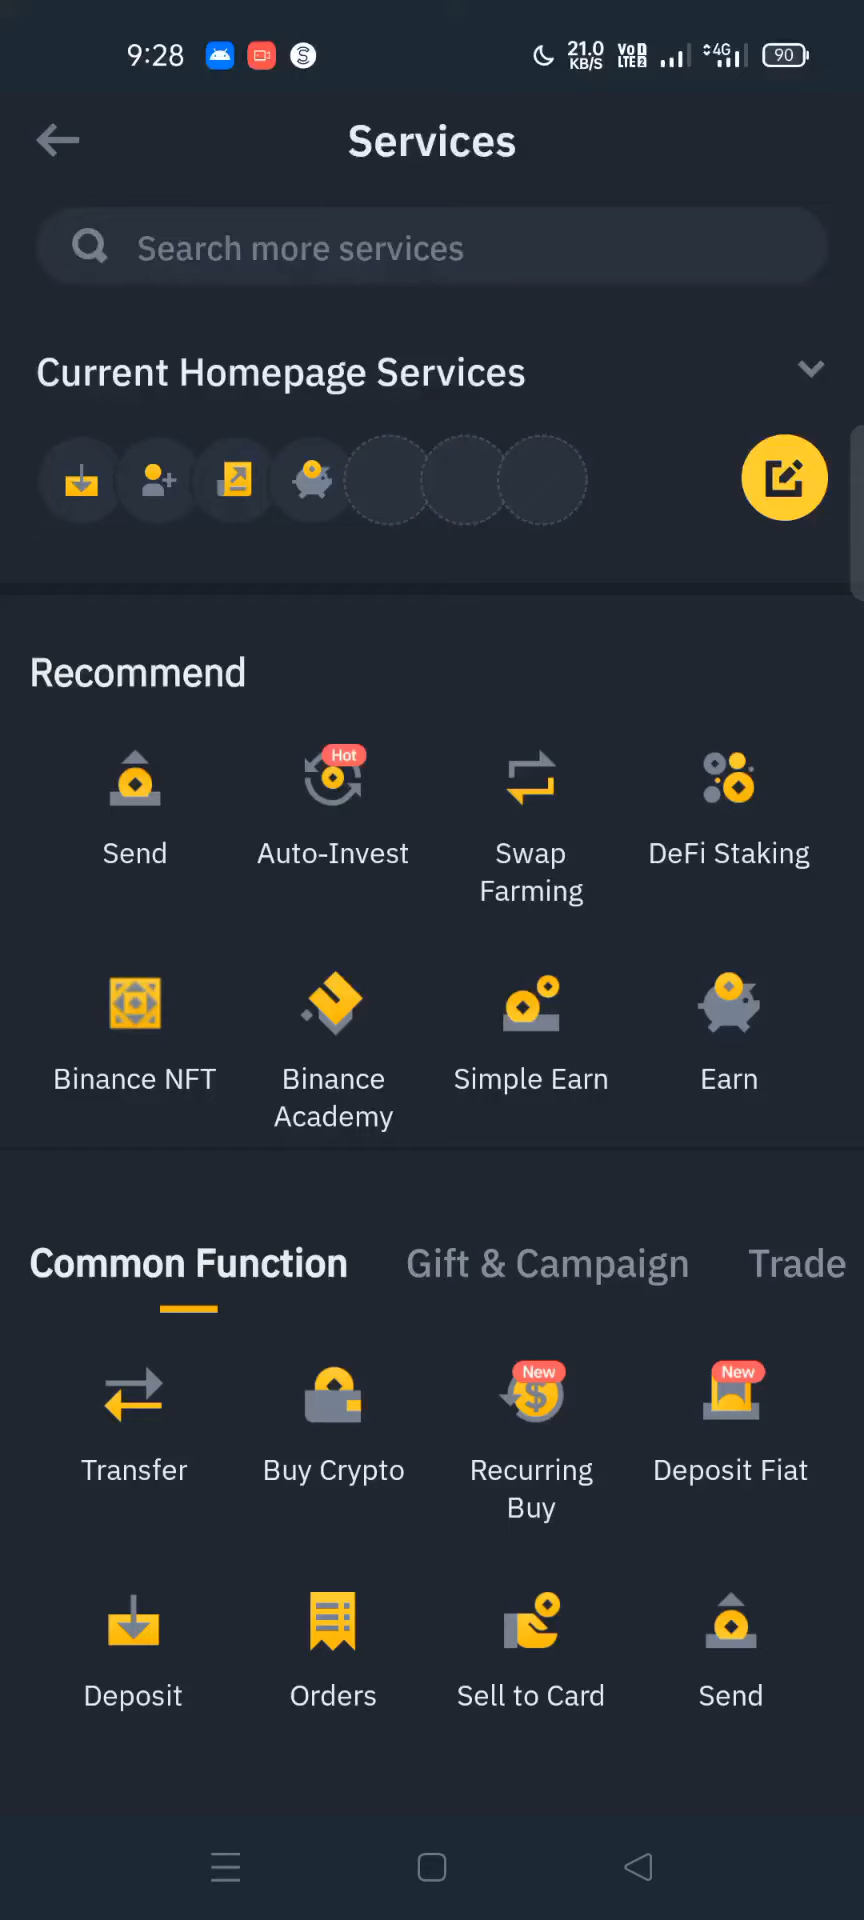 9:28
21.0
KB/S
VoD
LTE2
4G
90
Services
Search more services
Current Homepage Services
Recommend
Hot
Send
Auto-Invest
Swap
Farming
DeFi Staking
Binance NFT
Binance
Academy
Simple Earn
Earn
Common Function
Gift & Campaign
Trade
New
New
Transfer
Buy Crypto
Recurring
Buy
Deposit Fiat
Deposit
Orders
Sell to Card
Send